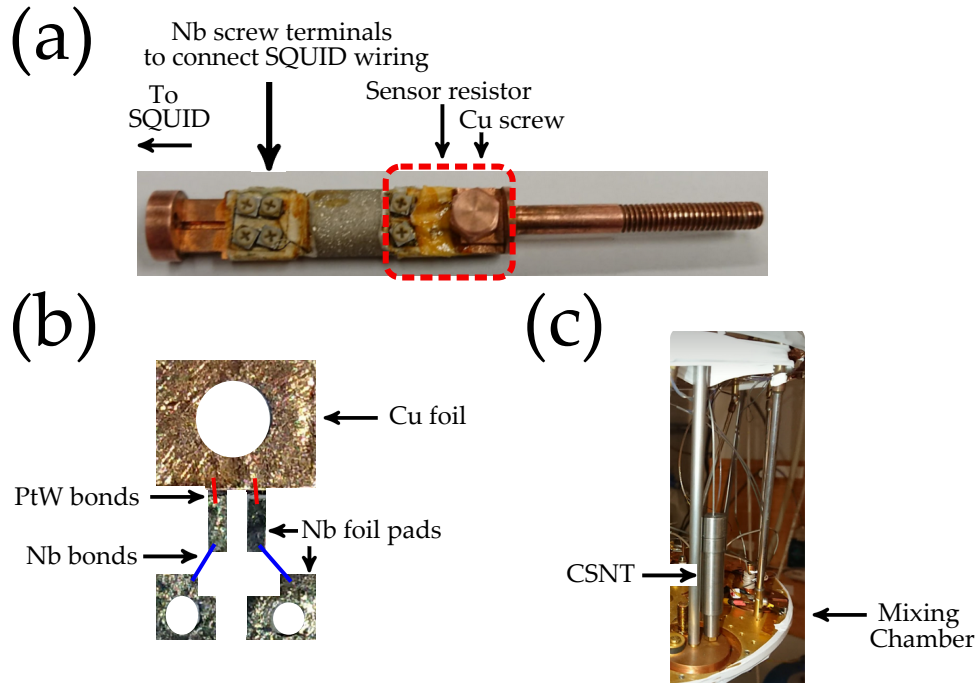 (a)
Nb screw terminals
to connect SQUID wiring
To
SQUID
Sensor resistor
Cu screw
(b)
Cu foil
PtW bonds
Nb foil pads
Nb bonds
(c)
CSNT
Mixing
Chamber